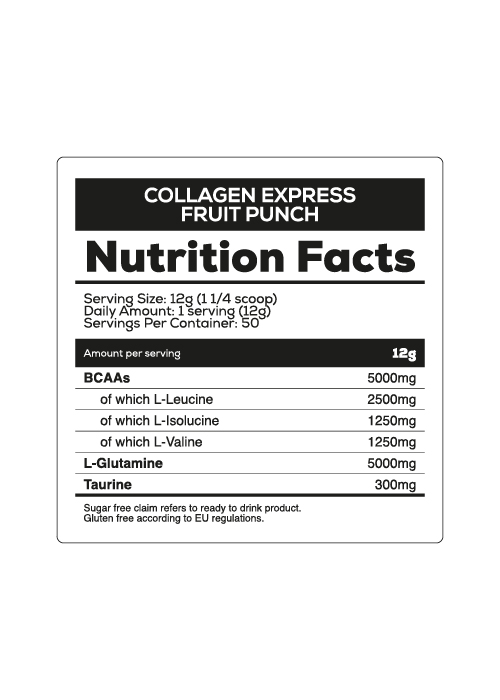 COLLAGEN EXPRESS
FRUIT PUNCH
Nutrition Facts
Serving Size: 12g (1 1/4 scoop)
Daily Amount: 1 serving (12g)
Servings Per Container: 50
Amount per serving 12g
BCAAs 5000mg
of which L-Leucine 2500mg
of which L-Isolucine 1250mg
of which L-Valine 1250mg
L-Glutamine 5000mg
Taurine 300mg
Sugar free claim refers to ready to drink product.
Gluten free according to EU regulations.